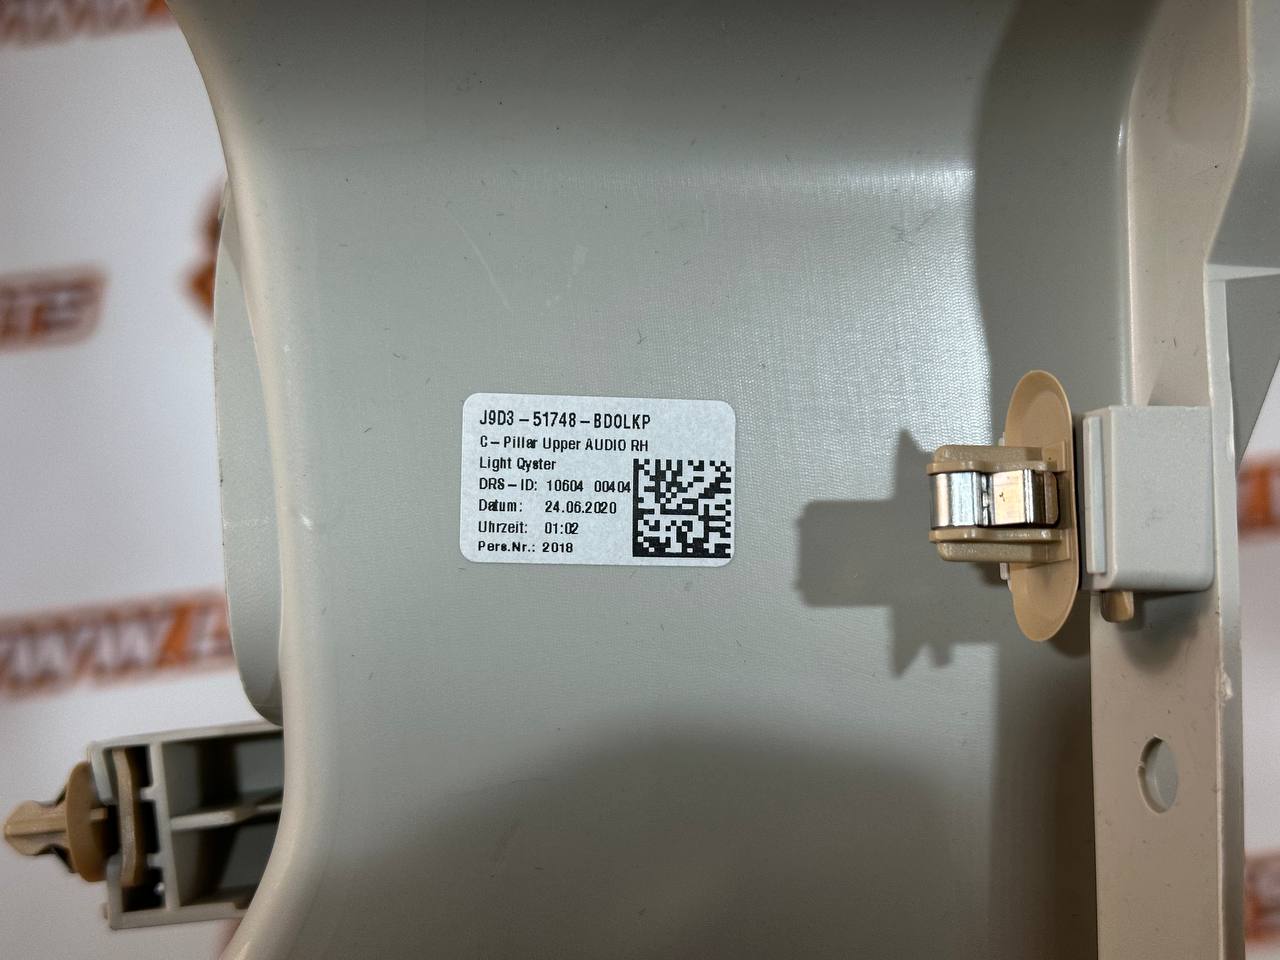 J9D3-51748-BD0LKP
C-Pillar Upper AUDIO RH
Light Qyster
DRS-ID: 10604 00404
Datum: 24.06.2020
Uhrzeit: 01:02
Pers.Nr.: 2018